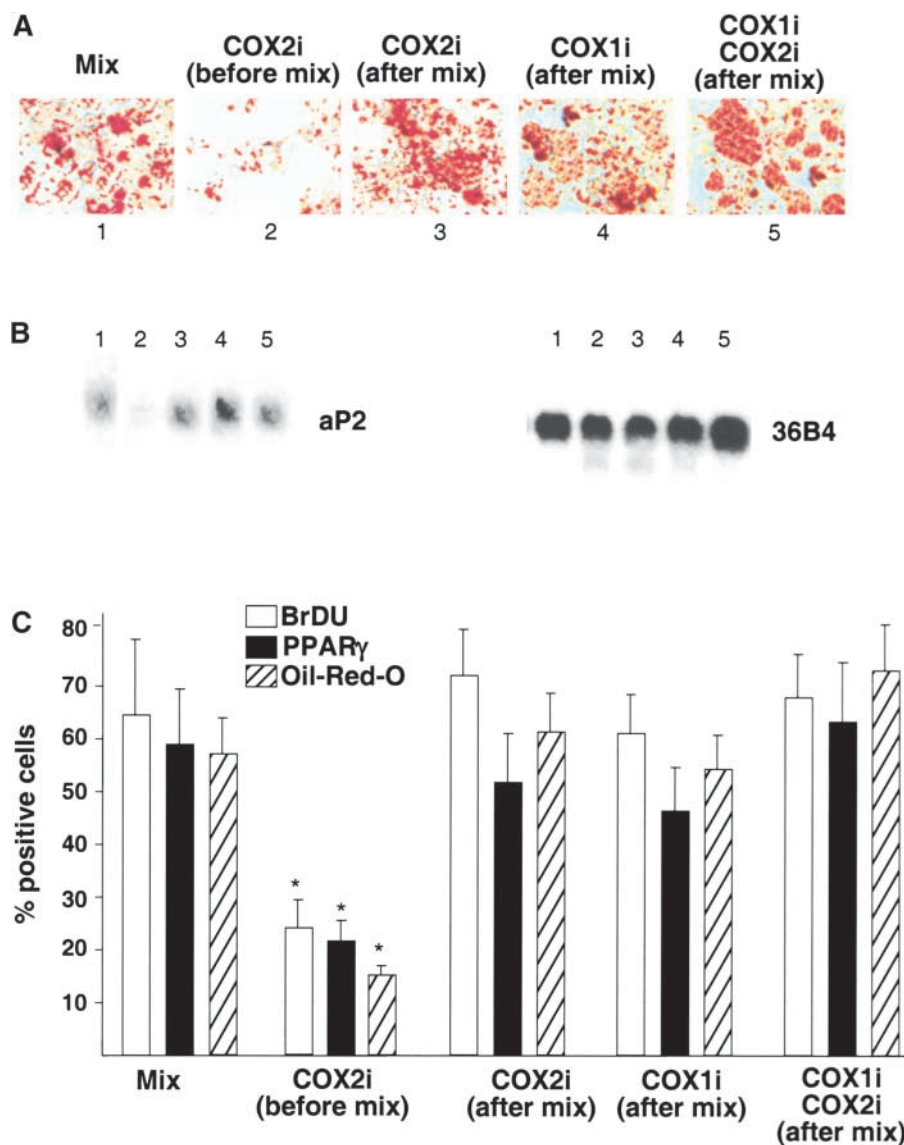 A
Mix
COX2i
(before mix)
COX2i
(after mix)
COX1i
(after mix)
COX1i
COX2i
(after mix)
1 2 3 4 5
B
1 2 3 4 5
aP2
1 2 3 4 5
36B4
C
BrDU
PPARγ
Oil-Red-O
% positive cells
80
70
60
50
40
30
20
10
* * *
Mix
COX2i
(before mix)
COX2i
(after mix)
COX1i
(after mix)
COX1i
COX2i
(after mix)